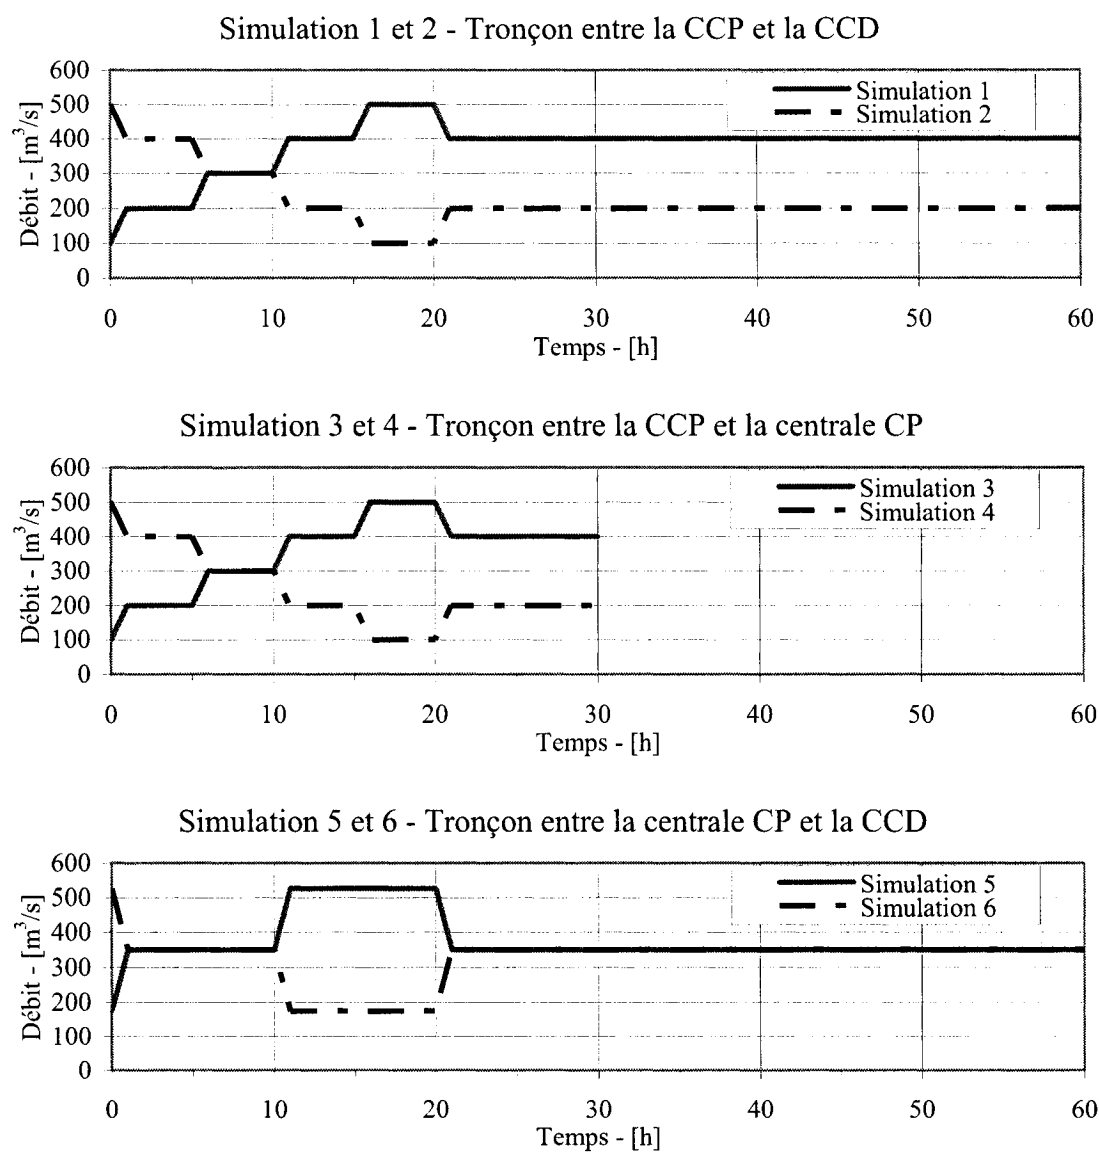 Simulation 1 et 2 - Tronçon entre la CCP et la CCD
600
500
400
300
200
100
0
Débit - [m³/s]
Simulation 1
Simulation 2
0 10 20 30 40 50 60
Temps - [h]
Simulation 3 et 4 - Tronçon entre la CCP et la centrale CP
600
500
400
300
200
100
0
Débit - [m³/s]
Simulation 3
Simulation 4
0 10 20 30 40 50 60
Temps - [h]
Simulation 5 et 6 - Tronçon entre la centrale CP et la CCD
600
500
400
300
200
100
0
Débit - [m³/s]
Simulation 5
Simulation 6
0 10 20 30 40 50 60
Temps - [h]